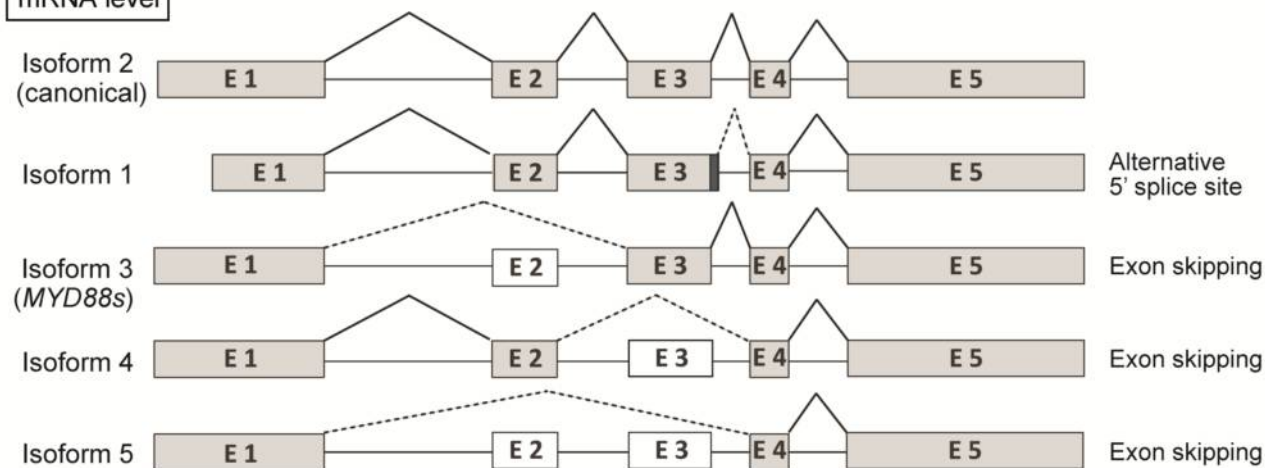 mRNA level
Isoform 2
(canonical)
E 1 E 2 E 3 E 4 E 5
Isoform 1
E 1 E 2 E 3 E 4 E 5
Alternative
5' splice site
Isoform 3
(MYD88s)
E 1 E 2 E 3 E 4 E 5
Exon skipping
Isoform 4
E 1 E 2 E 3 E 4 E 5
Exon skipping
Isoform 5
E 1 E 2 E 3 E 4 E 5
Exon skipping